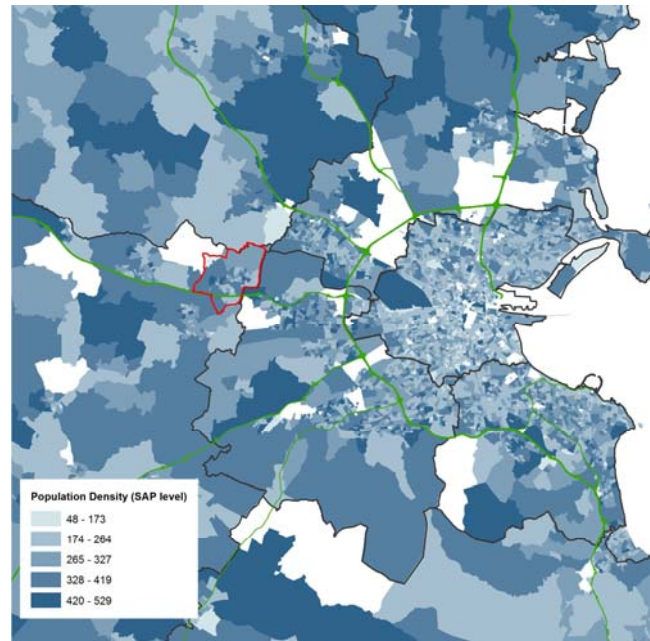 Population Density (SAP level)
48 - 173
174 - 264
265 - 327
328 - 419
420 - 529